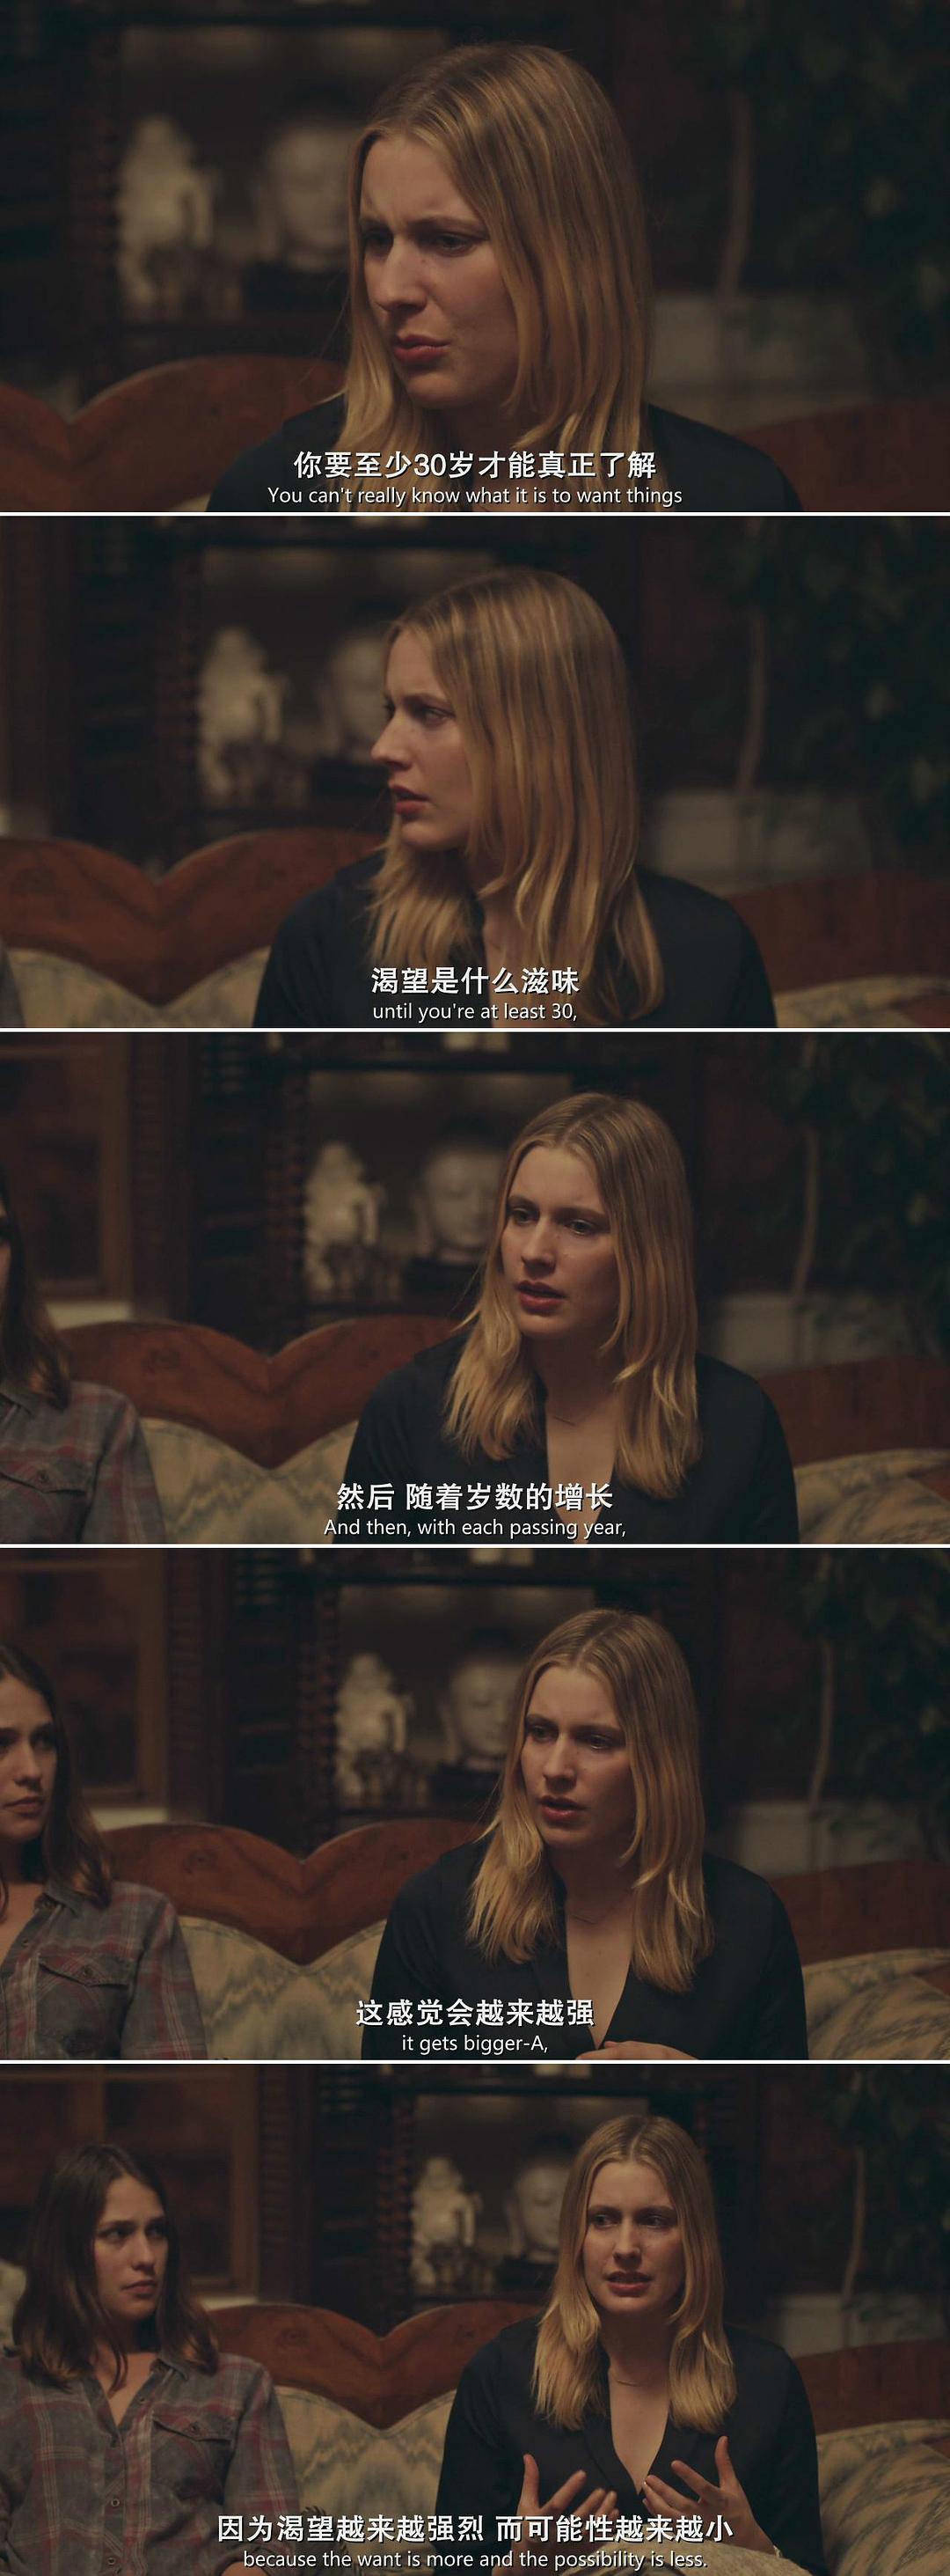 你要至少30岁才能真正了解
You can't really know what it is to want things
渴望是什么滋味
until you're at least 30,
然后 随着岁数的增长
And then, with each passing year,
这感觉会越来越强
it gets bigger-A,
因为渴望越来越强烈 而可能性越来越小
because the want is more and the possibility is less.